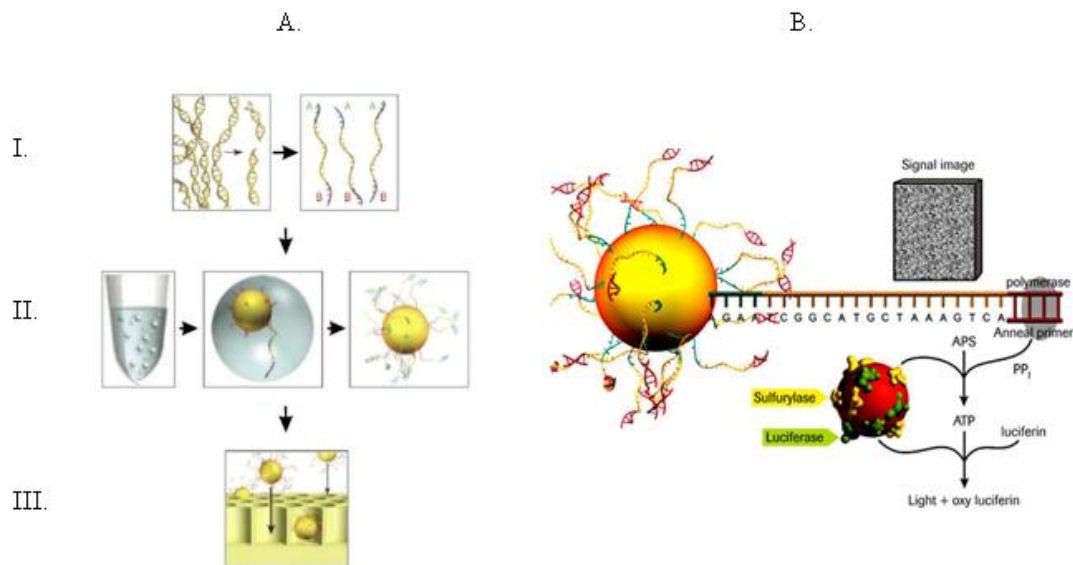 A.
B.
I.
A A A
B B B
II.
III.
Signal image
polymerase
A G A A T C G G C A T G C T A A A G T C A
Anneal primer
APS
PPi
Sulfurylase
ATP
Luciferase
luciferin
Light + oxy luciferin